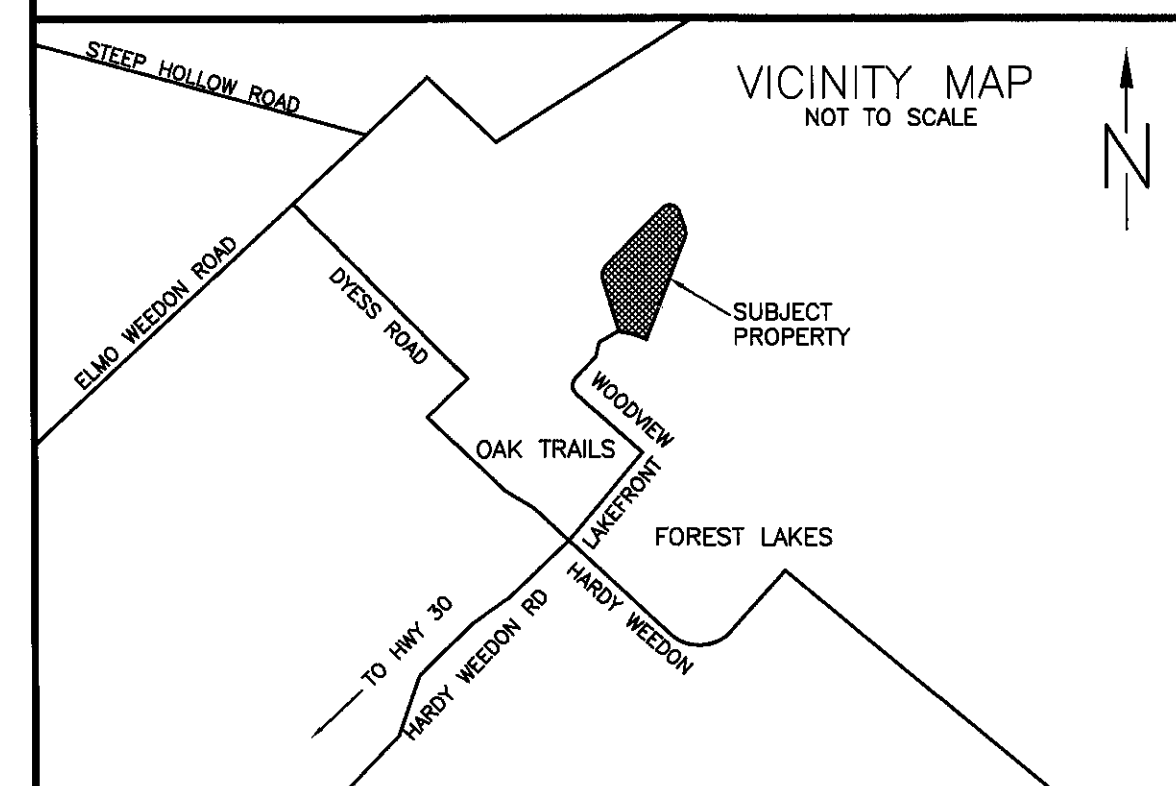 STEEP HOLLOW ROAD
VICINITY MAP
NOT TO SCALE
N
ELMO WEEDON ROAD
DYESS ROAD
SUBJECT
PROPERTY
WOODVIEW
OAK TRAILS
LAKEFRONT
FOREST LAKES
HARDY WEEDON
TO HWY 30
HARDY WEEDON RD